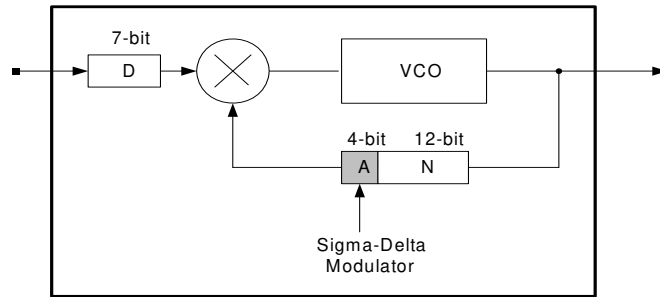 7-bit
D
VCO
4-bit 12-bit
A N
Sigma-Delta
Modulator